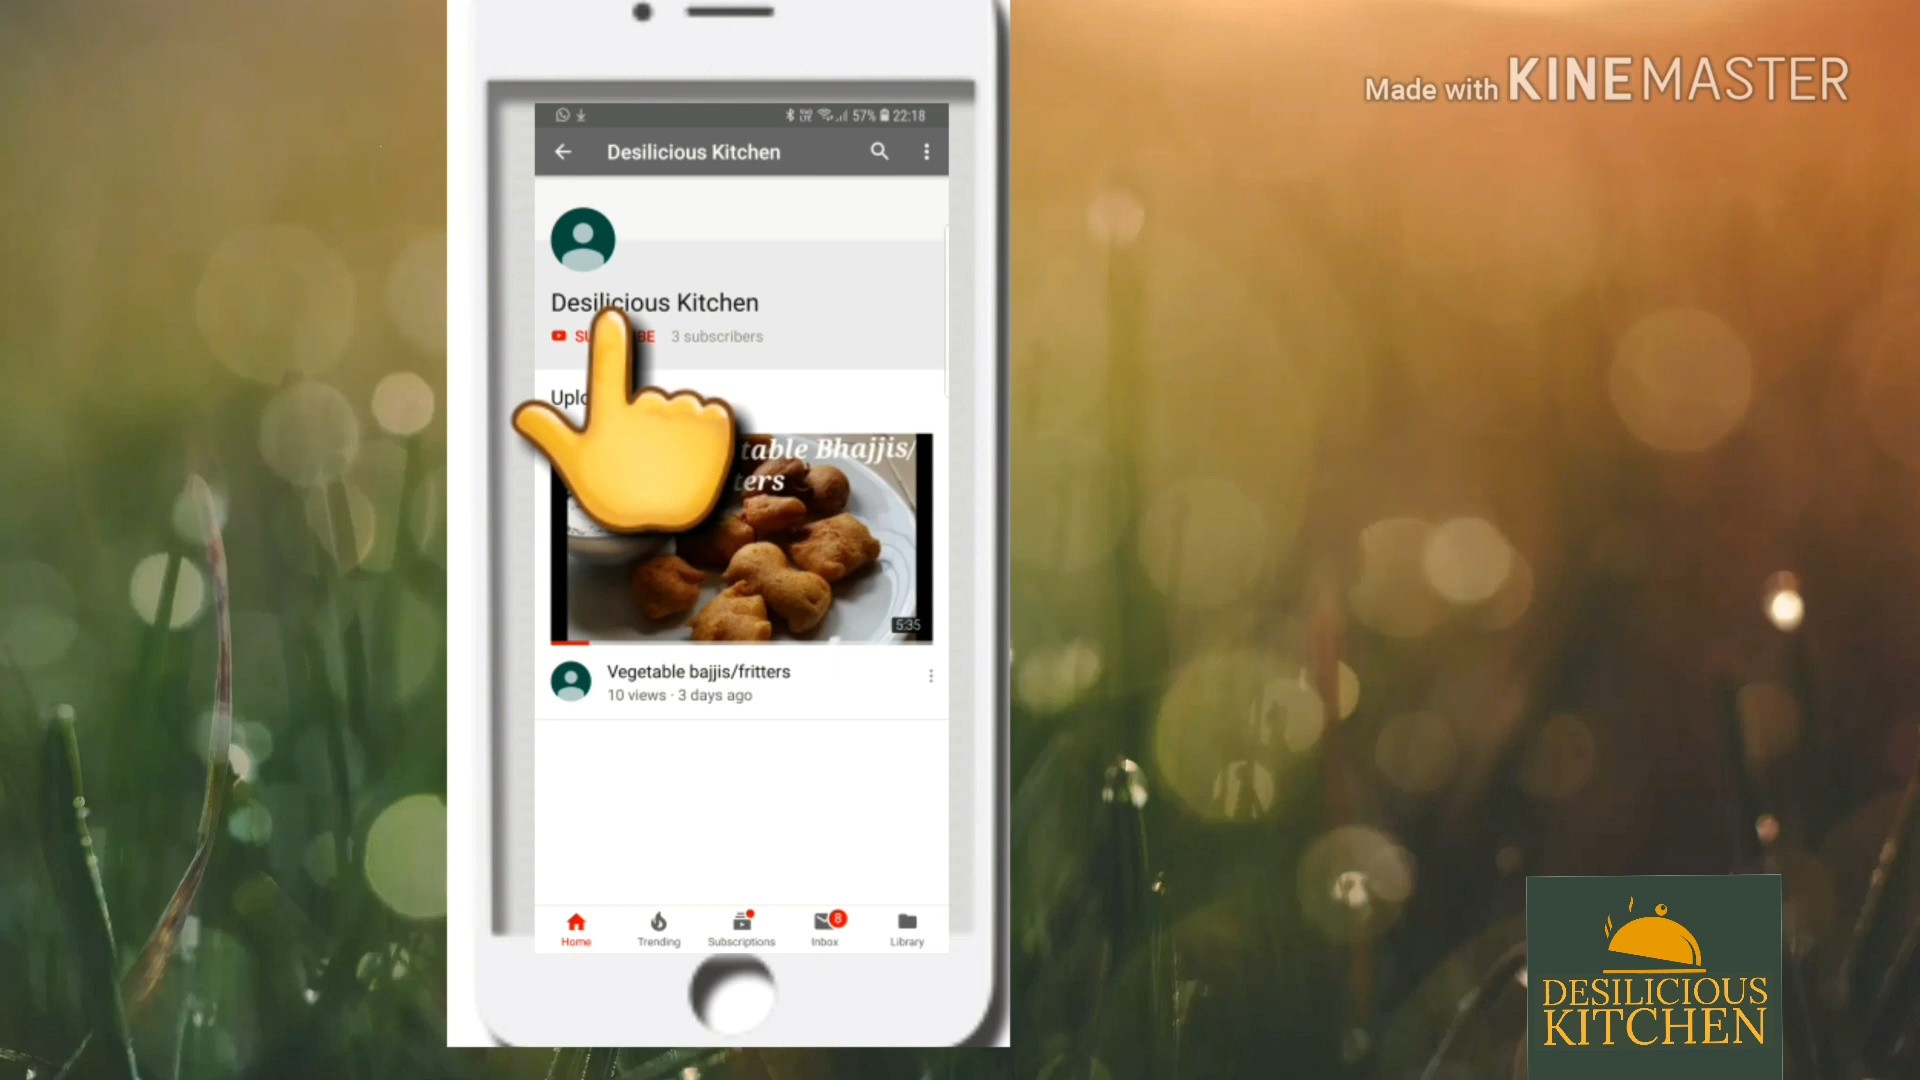 Made with KINEMASTER
57% 22:18
Desilicious Kitchen
Desilicious Kitchen
3 subscribers
table Bhajjis/
ters
5:35
Vegetable bajjis/fritters
10 views · 3 days ago
Home Trending Subscriptions Inbox 8 Library
DESILICIOUS
KITCHEN